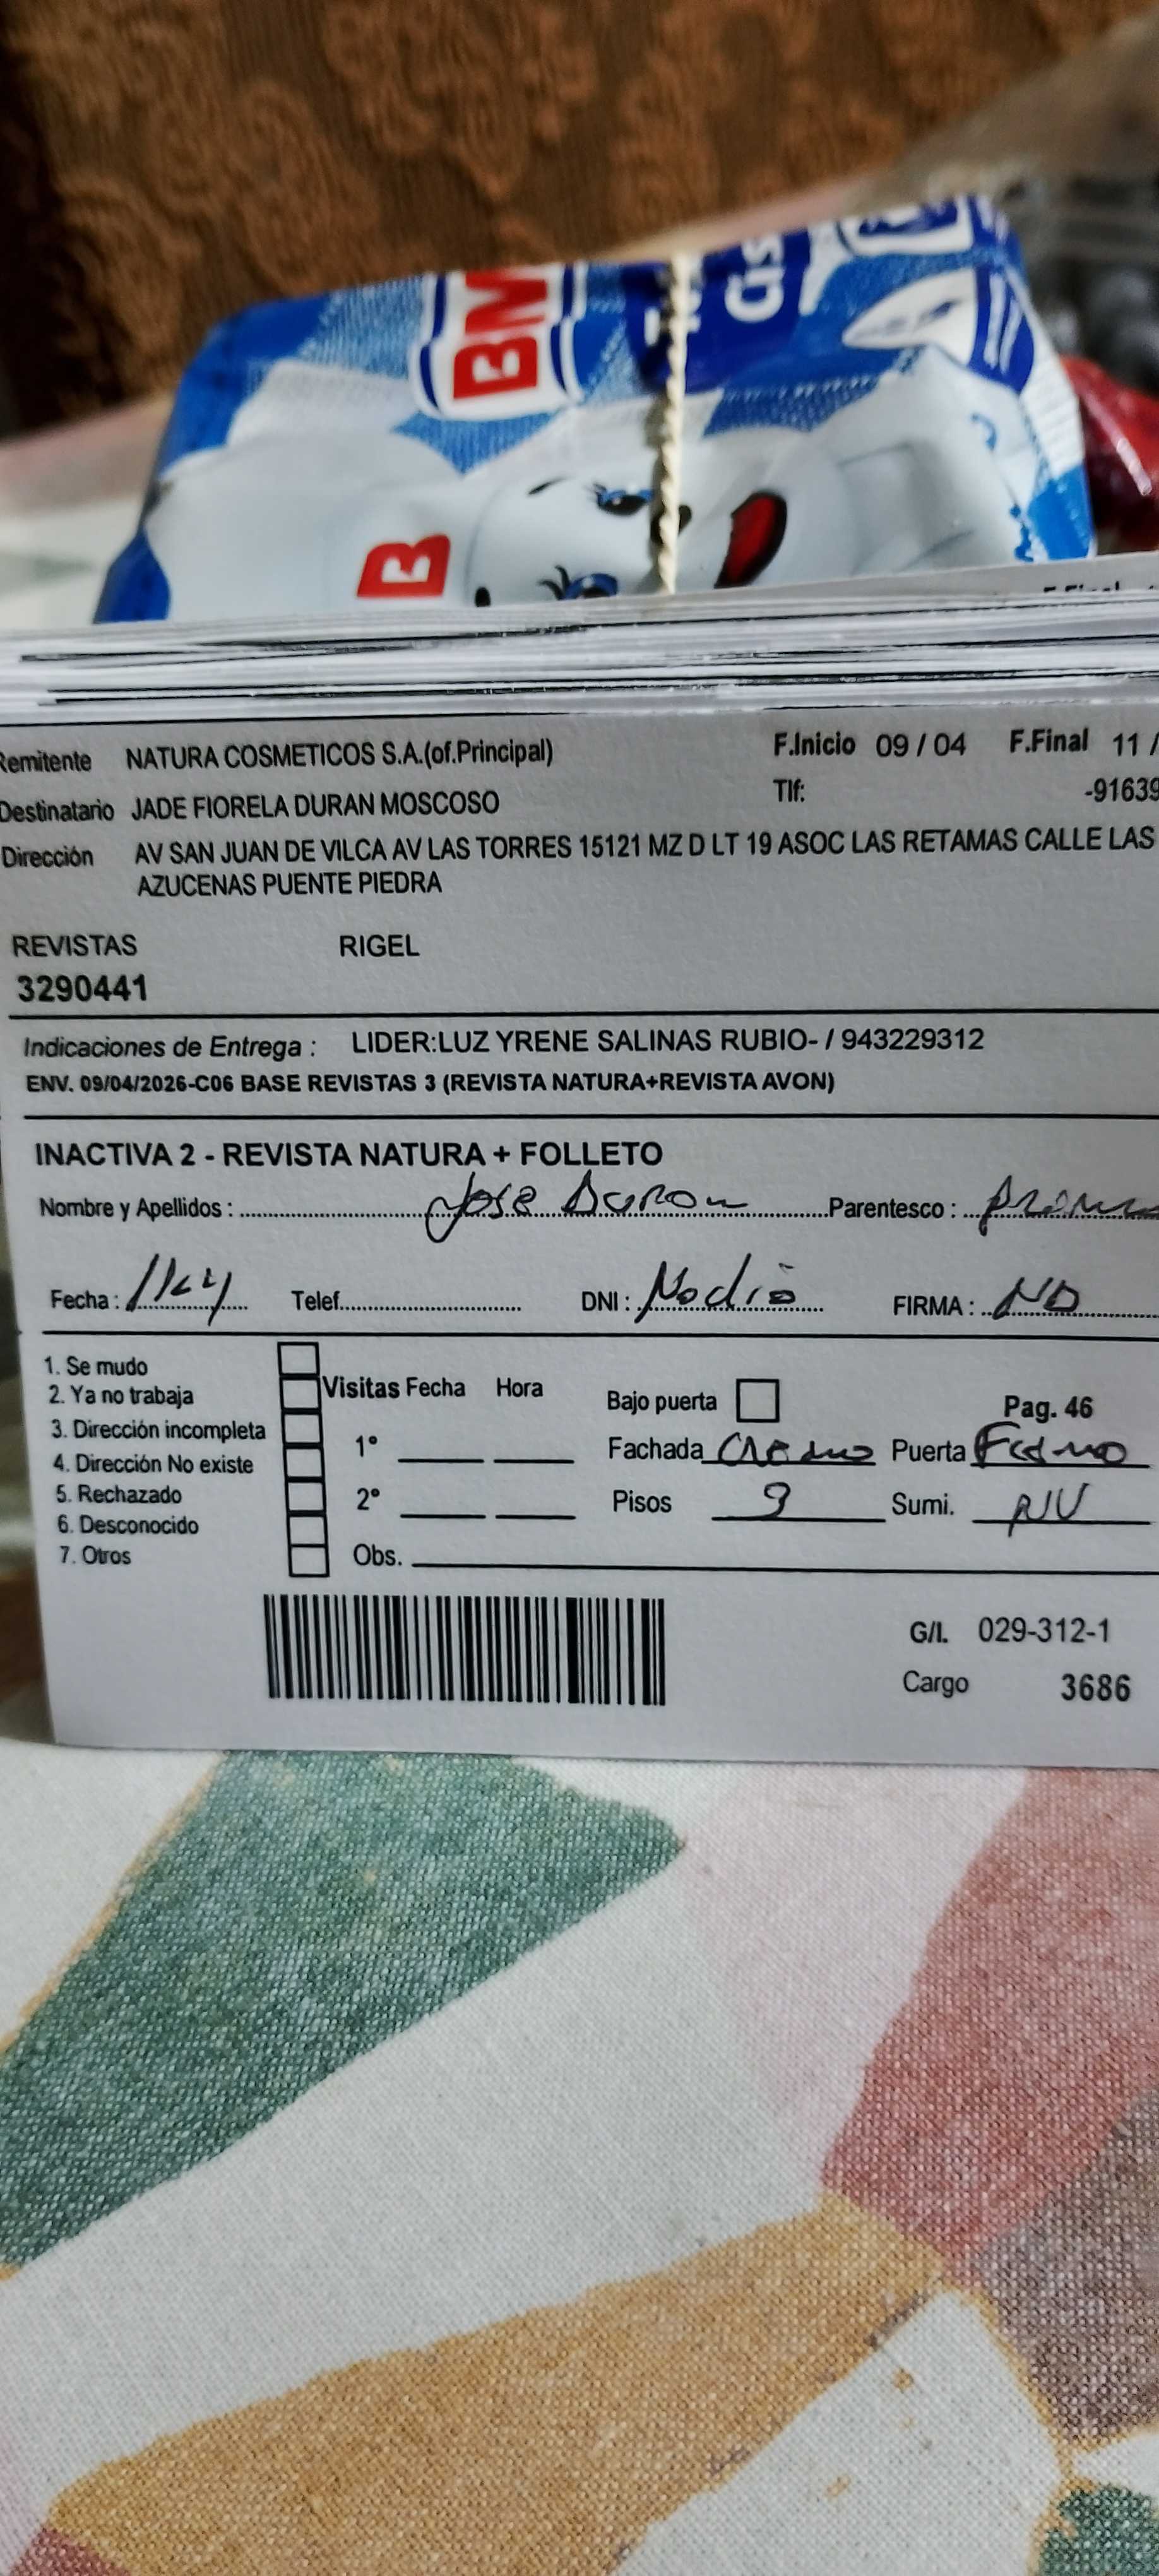 BM
B
F.Final
Remitente NATURA COSMETICOS S.A.(of.Principal) F.Inicio 09 / 04 F.Final 11 /
Destinatario JADE FIORELA DURAN MOSCOSO Tlf: -91639
Dirección AV SAN JUAN DE VILCA AV LAS TORRES 15121 MZ D LT 19 ASOC LAS RETAMAS CALLE LAS
AZUCENAS PUENTE PIEDRA
REVISTAS RIGEL
3290441
Indicaciones de Entrega : LIDER:LUZ YRENE SALINAS RUBIO- / 943229312
ENV. 09/04/2026-C06 BASE REVISTAS 3 (REVISTA NATURA+REVISTA AVON)
INACTIVA 2 - REVISTA NATURA + FOLLETO
Nombre y Apellidos : Jose Duran Parentesco :
Fecha : Telef. DNI : No dio FIRMA : ND
1. Se mudo
2. Ya no trabaja Visitas Fecha Hora Bajo puerta Pag. 46
3. Dirección incompleta 1° Fachada Puerta
4. Dirección No existe
5. Rechazado 2° Pisos Sumi. NV
6. Desconocido
7. Otros Obs.
G/I. 029-312-1
Cargo 3686